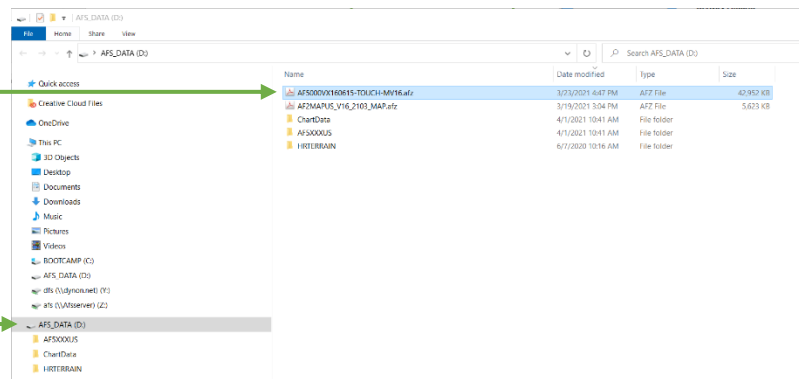 AFS_DATA (D:)
File Home Share View
AFS_DATA (D:)
Search AFS_DATA (D:)
Name Date modified Type Size
AF5000VX160615-TOUCH-MV16.afz 3/23/2021 4:47 PM AFZ File 42,952 KB
AF2MAPUS_V16_2103_MAP.afz 3/19/2021 3:04 PM AFZ File 5,623 KB
ChartData 4/1/2021 10:41 AM File folder
AFSXXXUS 4/1/2021 10:41 AM File folder
HRTERRAIN 6/7/2020 10:16 AM File folder
Quick access
Creative Cloud Files
OneDrive
This PC
3D Objects
Desktop
Documents
Downloads
Music
Pictures
Videos
BOOTCAMP (C:)
AFS_DATA (D:)
dfs (\\dynon.net) (Y:)
afs (\\Afsserver) (Z:)
AFS_DATA (D:)
AFSXXXUS
ChartData
HRTERRAIN